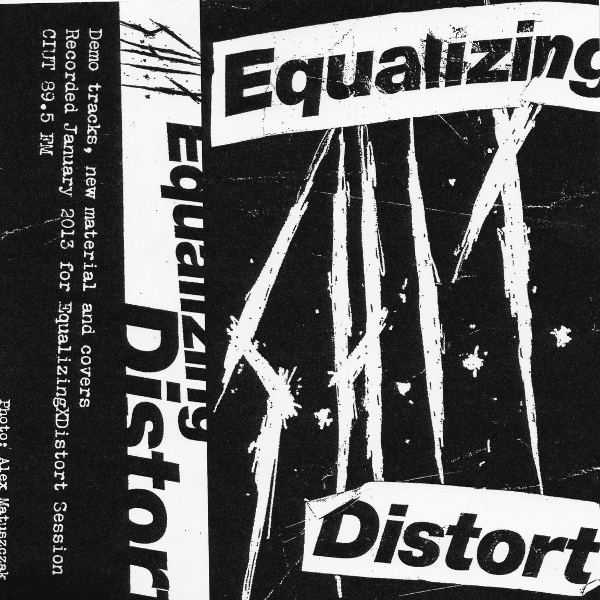 Demo tracks, new material and covers
Recorded January 2013 for EqualizingXDistort Session
CIUT 89.5 FM
Photo: Alex Matuszczak
Equalizing
Distort
Equalizing
Distort